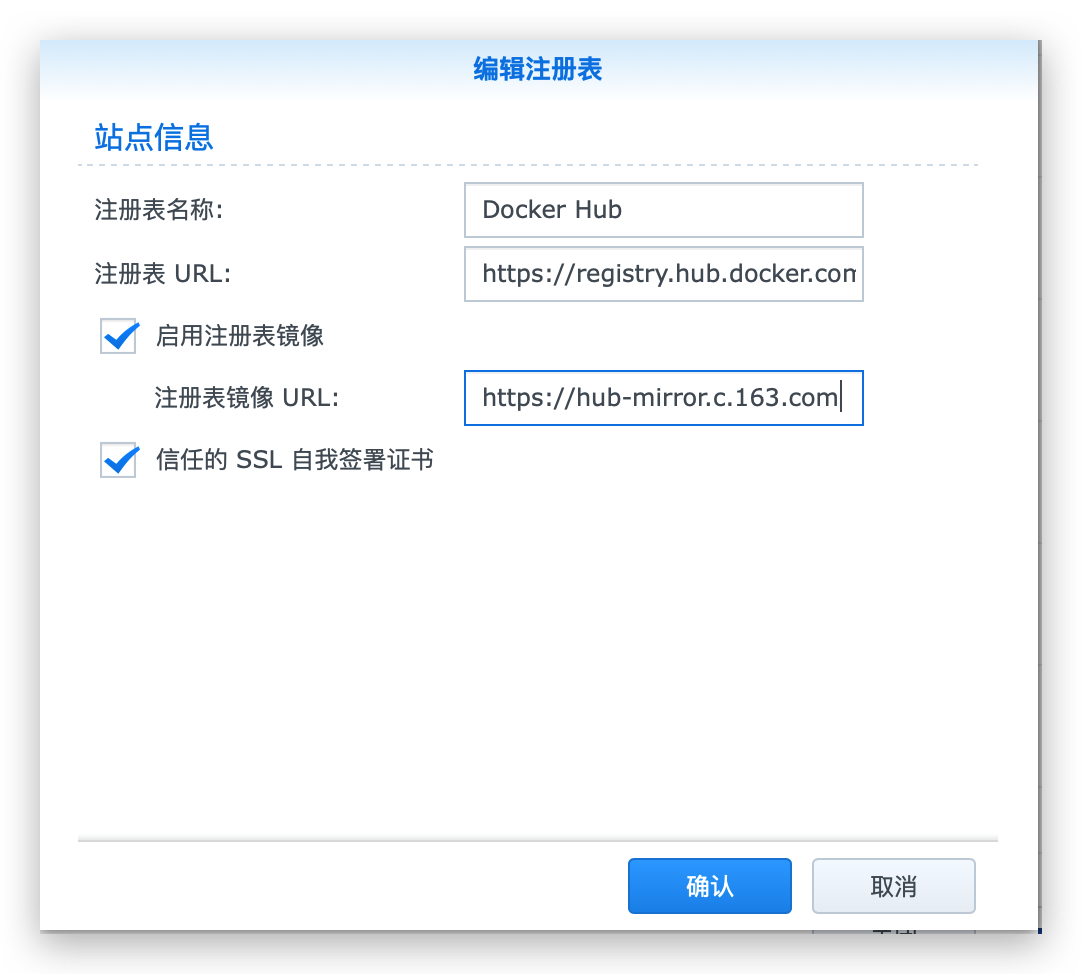 编辑注册表
站点信息
注册表名称: Docker Hub
注册表 URL: https://registry.hub.docker.com
启用注册表镜像
注册表镜像 URL: https://hub-mirror.c.163.com
信任的 SSL 自我签署证书
确认 取消